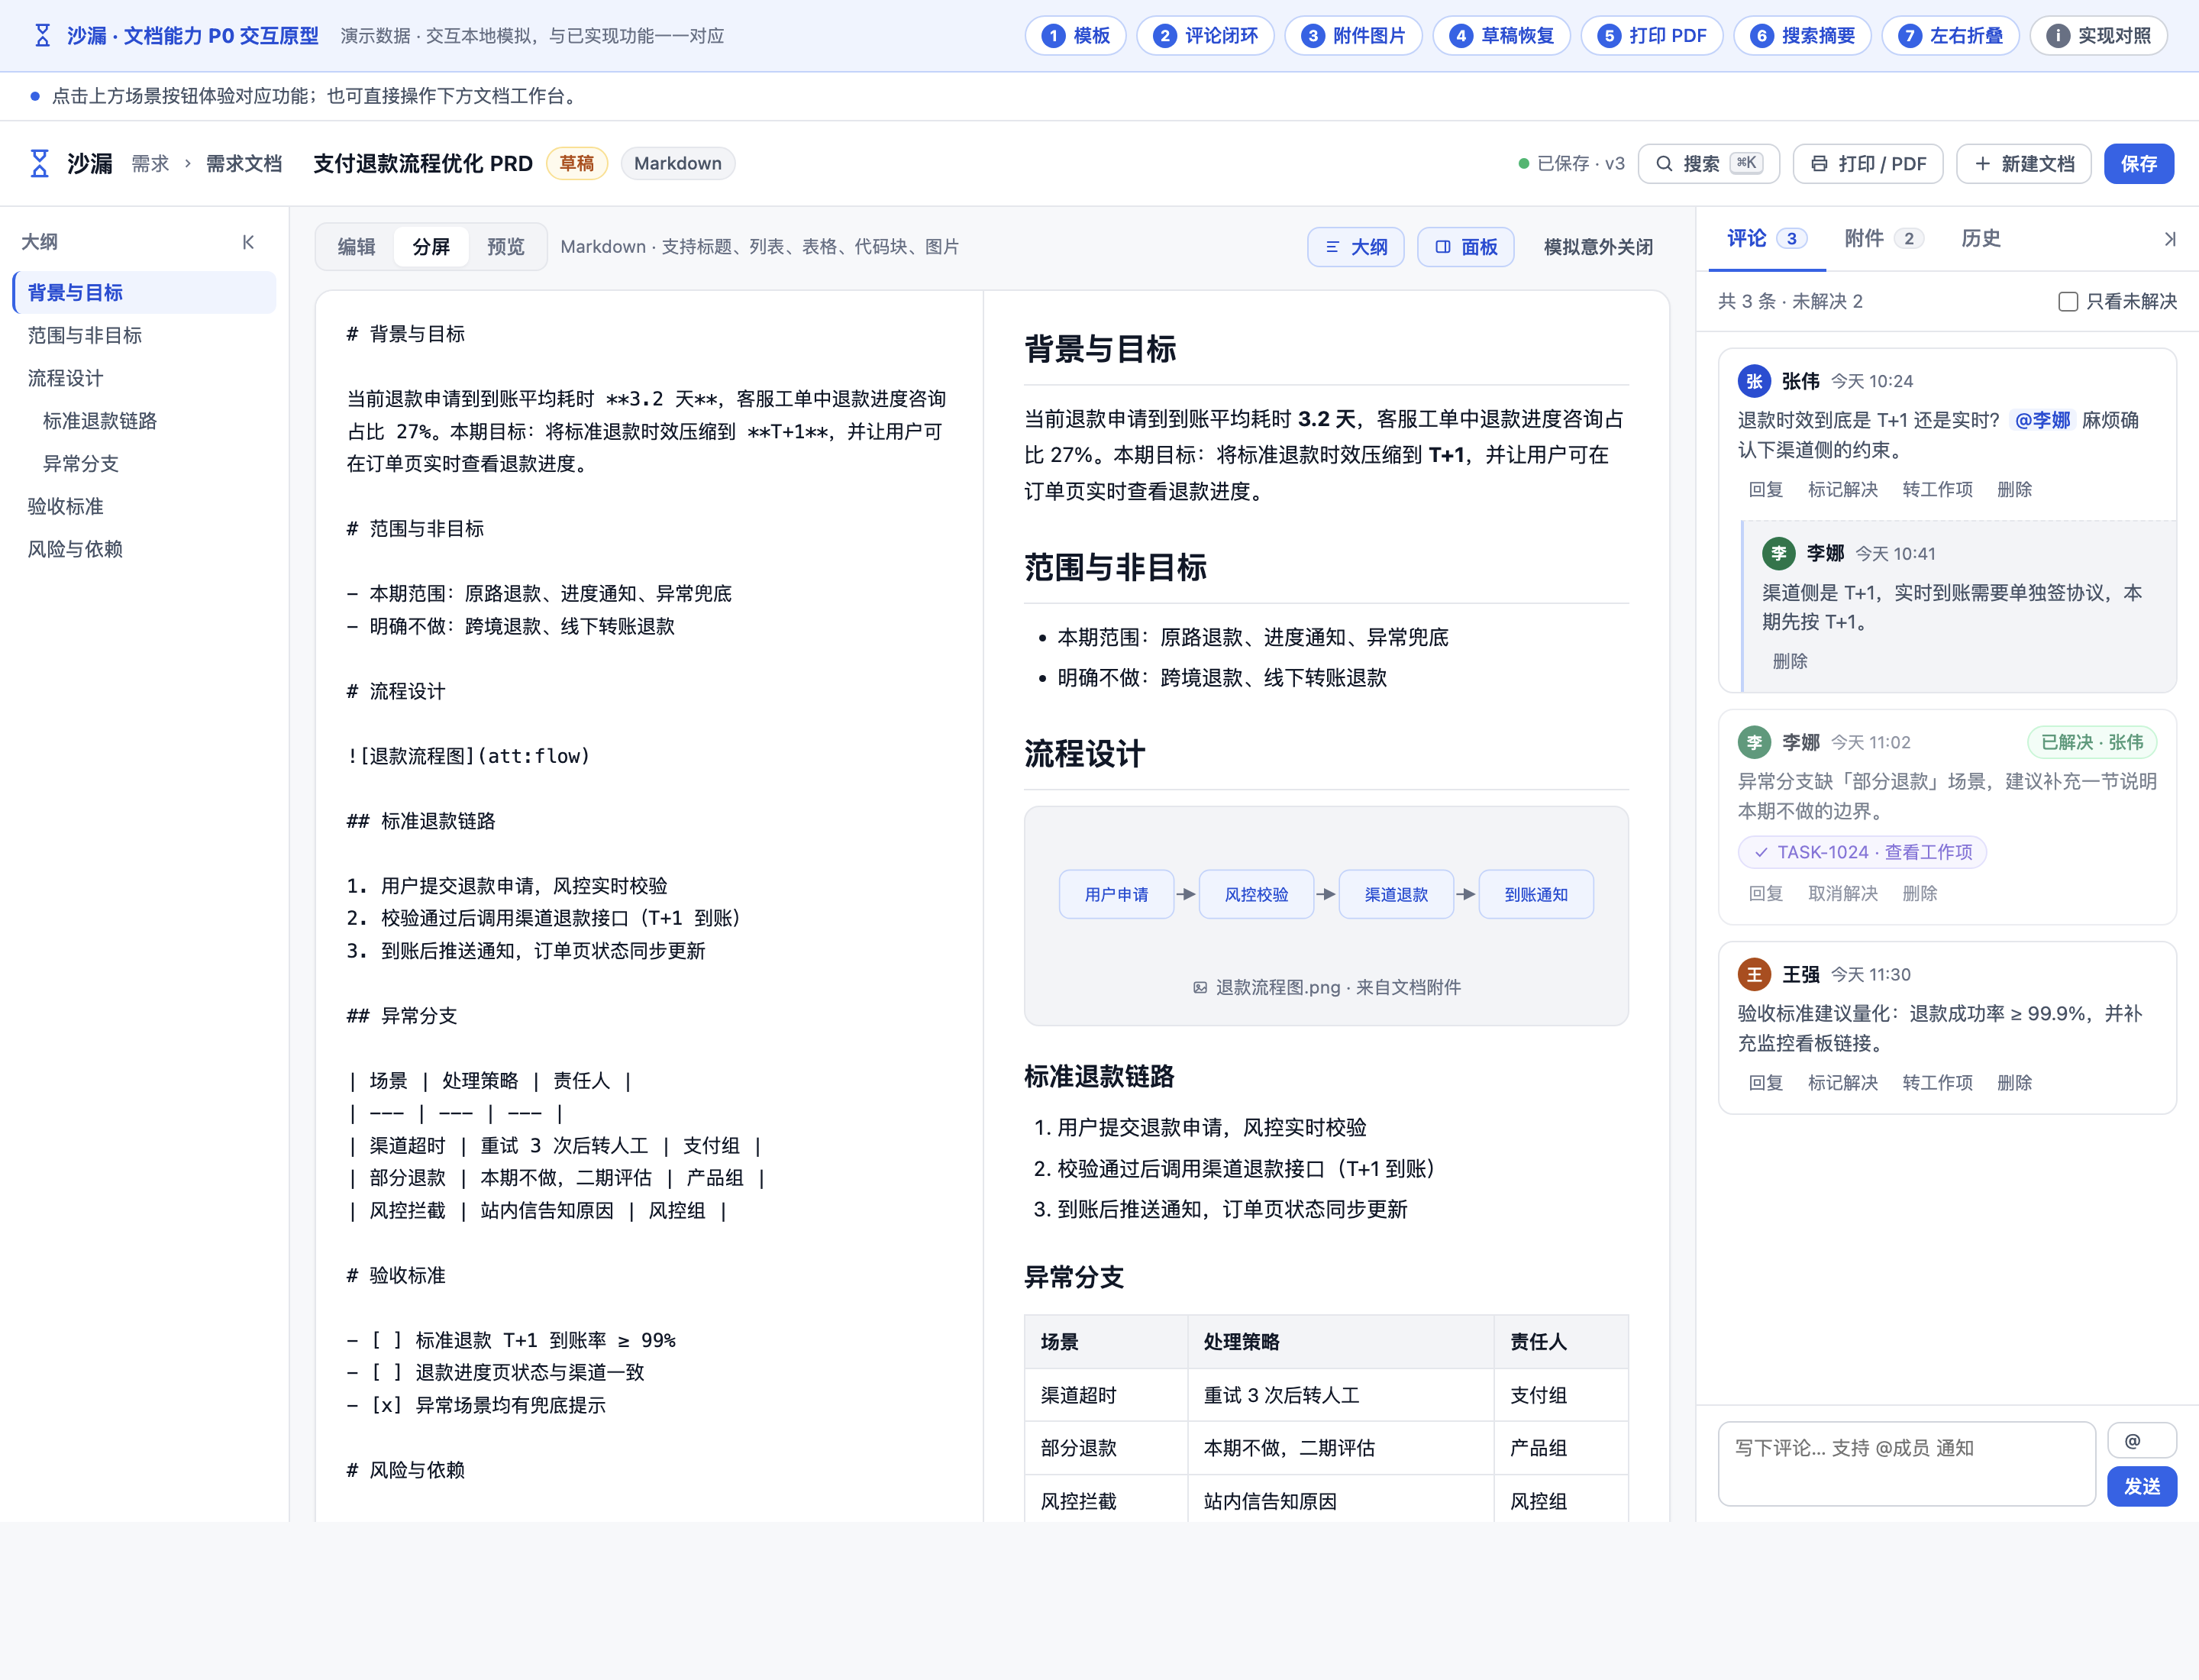 沙漏 · 文档能力 P0 交互原型 演示数据 · 交互本地模拟，与已实现功能一一对应 1 模板 2 评论闭环 3 附件图片 4 草稿恢复 5 打印 PDF 6 搜索摘要 7 左右折叠 i 实现对照
点击上方场景按钮体验对应功能；也可直接操作下方文档工作台。
沙漏 需求 › 需求文档 支付退款流程优化 PRD 草稿 Markdown 已保存 · v3 搜索 ⌘K 打印 / PDF + 新建文档 保存
大纲
背景与目标
范围与非目标
流程设计
标准退款链路
异常分支
验收标准
风险与依赖
编辑 分屏 预览 Markdown · 支持标题、列表、表格、代码块、图片 大纲 面板 模拟意外关闭
# 背景与目标
当前退款申请到到账平均耗时 **3.2 天**，客服工单中退款进度咨询
占比 27%。本期目标：将标准退款时效压缩到 **T+1**，并让用户可
在订单页实时查看退款进度。
# 范围与非目标
- 本期范围：原路退款、进度通知、异常兜底
- 明确不做：跨境退款、线下转账退款
# 流程设计
![退款流程图](att:flow)
## 标准退款链路
1. 用户提交退款申请，风控实时校验
2. 校验通过后调用渠道退款接口（T+1 到账）
3. 到账后推送通知，订单页状态同步更新
## 异常分支
| 场景 | 处理策略 | 责任人 |
| --- | --- | --- |
| 渠道超时 | 重试 3 次后转人工 | 支付组 |
| 部分退款 | 本期不做，二期评估 | 产品组 |
| 风控拦截 | 站内信告知原因 | 风控组 |
# 验收标准
- [ ] 标准退款 T+1 到账率 ≥ 99%
- [ ] 退款进度页状态与渠道一致
- [x] 异常场景均有兜底提示
# 风险与依赖
背景与目标
当前退款申请到到账平均耗时 3.2 天，客服工单中退款进度咨询占
比 27%。本期目标：将标准退款时效压缩到 T+1，并让用户可在
订单页实时查看退款进度。
范围与非目标
• 本期范围：原路退款、进度通知、异常兜底
• 明确不做：跨境退款、线下转账退款
流程设计
用户申请 风控校验 渠道退款 到账通知
退款流程图.png · 来自文档附件
标准退款链路
1. 用户提交退款申请，风控实时校验
2. 校验通过后调用渠道退款接口（T+1 到账）
3. 到账后推送通知，订单页状态同步更新
异常分支
场景 处理策略 责任人
渠道超时 重试 3 次后转人工 支付组
部分退款 本期不做，二期评估 产品组
风控拦截 站内信告知原因 风控组
评论 3 附件 2 历史
共 3 条 · 未解决 2 只看未解决
张 张伟 今天 10:24
退款时效到底是 T+1 还是实时？ @李娜 麻烦确
认下渠道侧的约束。
回复 标记解决 转工作项 删除
李 李娜 今天 10:41
渠道侧是 T+1，实时到账需要单独签协议，本
期先按 T+1。
删除
李 李娜 今天 11:02 已解决 · 张伟
异常分支缺「部分退款」场景，建议补充一节说明
本期不做的边界。
TASK-1024 · 查看工作项
回复 取消解决 删除
王 王强 今天 11:30
验收标准建议量化：退款成功率 ≥ 99.9%，并补
充监控看板链接。
回复 标记解决 转工作项 删除
写下评论... 支持 @成员 通知 @
发送